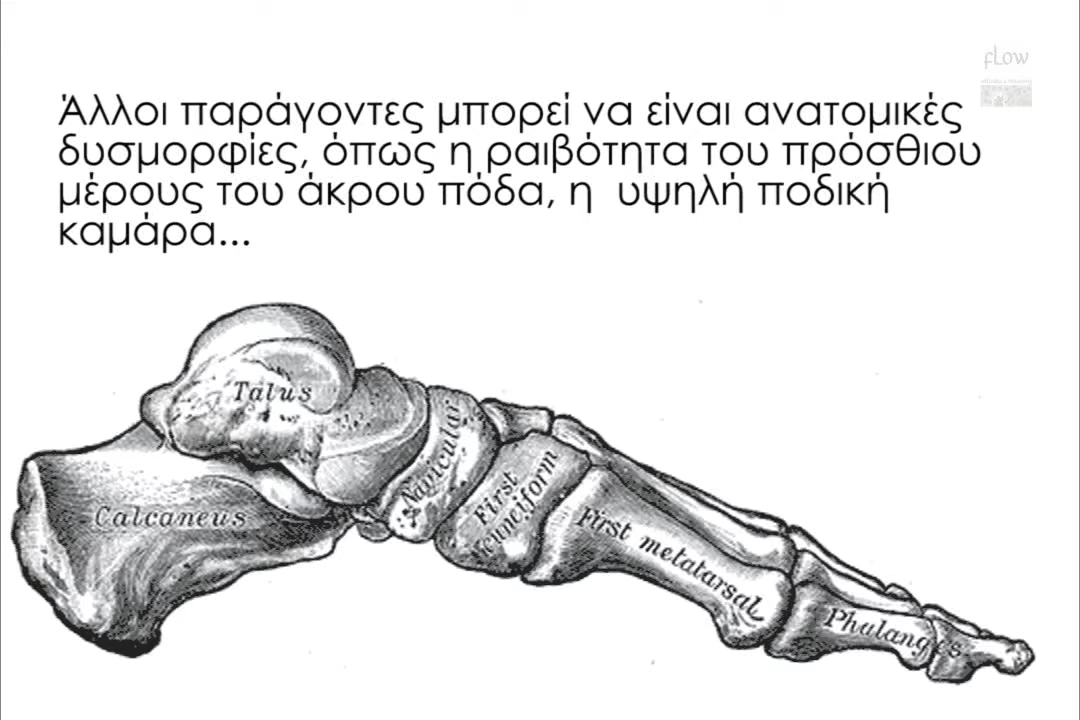 fLow
Άλλοι παράγοντες μπορεί να είναι ανατομικές
δυσμορφίες, όπως η ραιβότητα του πρόσθιου
μέρους του άκρου πόδα, η υψηλή ποδική
καμάρα...
Talus
Navicular
First
cuneiform
Calcaneus
First metatarsal
Phalanges